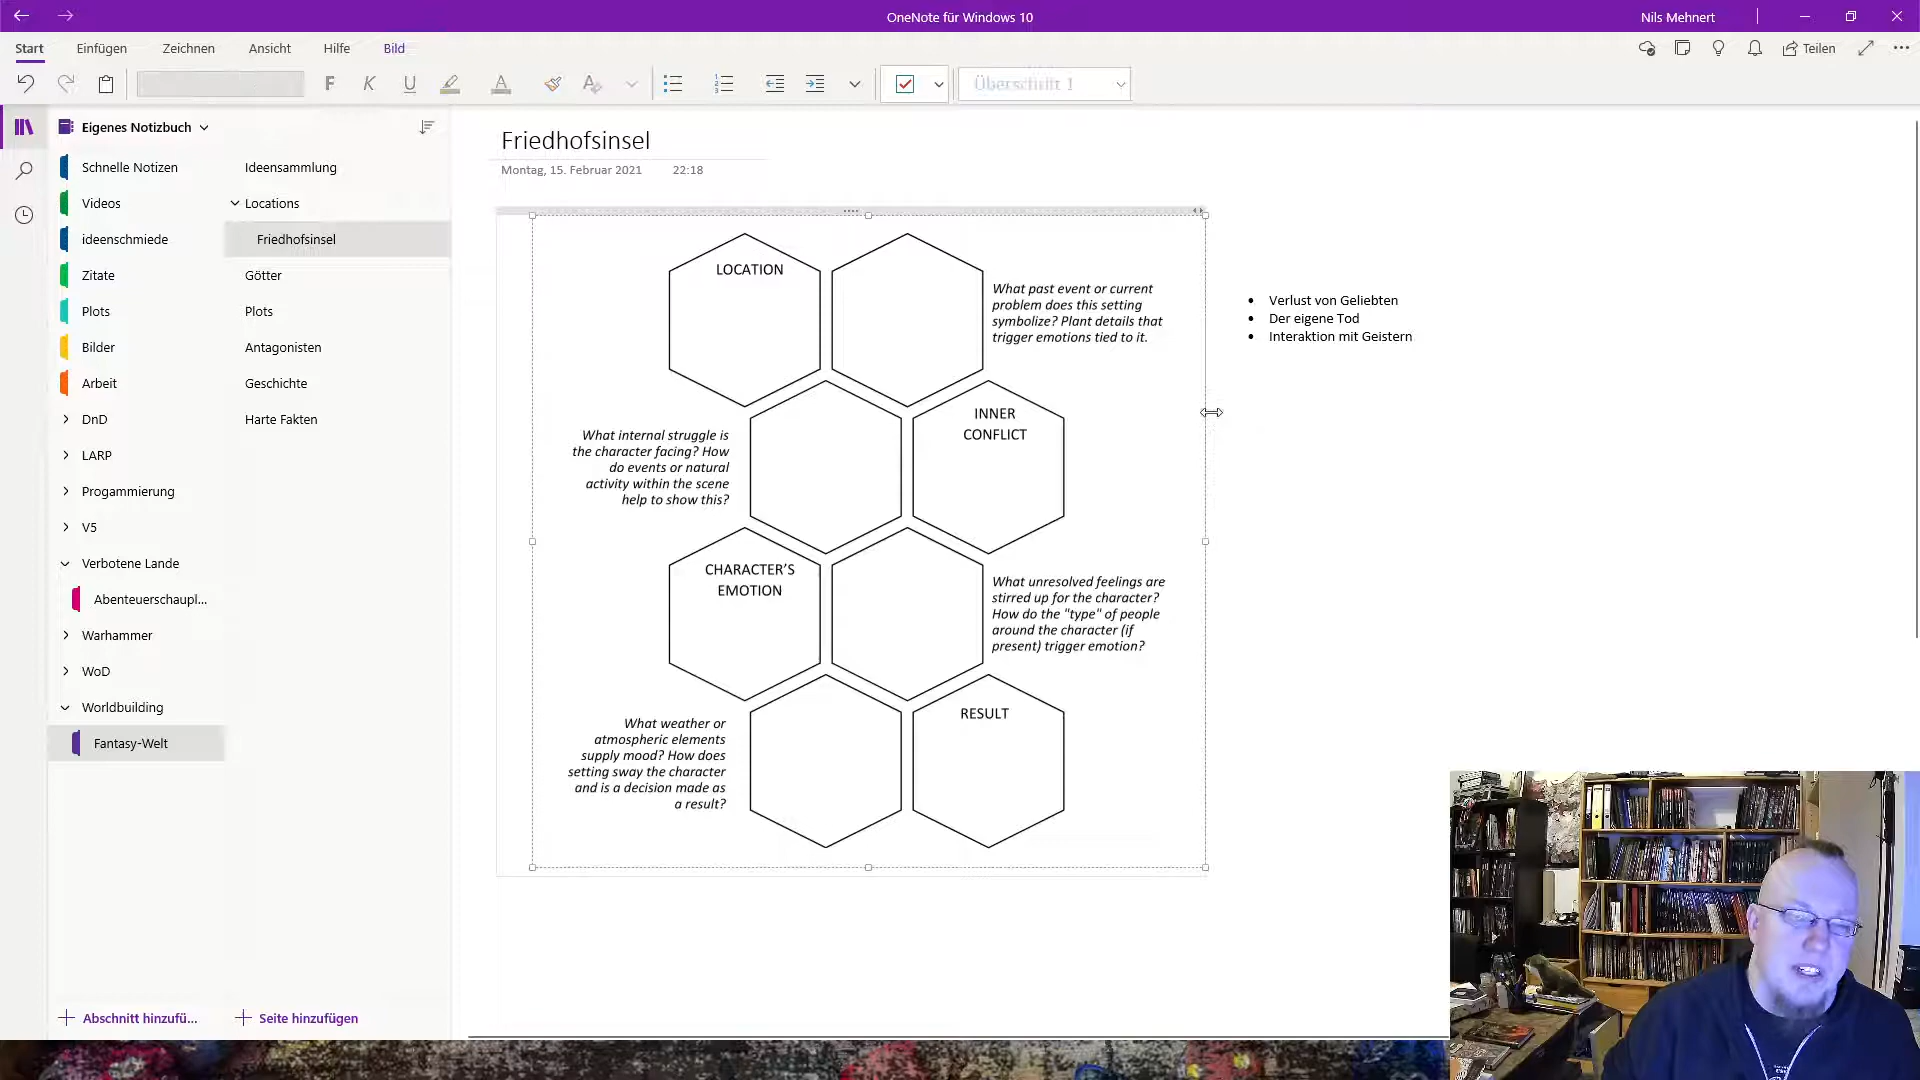 OneNote für Windows 10
Nils Mehnert
Start
Einfügen
Zeichnen
Ansicht
Hilfe
Bild
Teilen
F
K
U
A
A
Überschrift 1
Eigenes Notizbuch
Schnelle Notizen
Videos
ideenschmiede
Zitate
Plots
Bilder
Arbeit
DnD
LARP
Progammierung
V5
Verbotene Lande
Abenteuerschaupl...
Warhammer
WoD
Worldbuilding
Fantasy-Welt
Abschnitt hinzufü...
Ideensammlung
Locations
Friedhofsinsel
Götter
Plots
Antagonisten
Geschichte
Harte Fakten
Seite hinzufügen
Friedhofsinsel
Montag, 15. Februar 2021
22:18
LOCATION
What past event or current
problem does this setting
symbolize? Plant details that
trigger emotions tied to it.
What internal struggle is
the character facing? How
do events or natural
activity within the scene
help to show this?
INNER
CONFLICT
CHARACTER'S
EMOTION
What unresolved feelings are
stirred up for the character?
How do the "type" of people
around the character (if
present) trigger emotion?
What weather or
atmospheric elements
supply mood? How does
setting sway the character
and is a decision made as
a result?
RESULT
• Verlust von Geliebten
• Der eigene Tod
• Interaktion mit Geistern